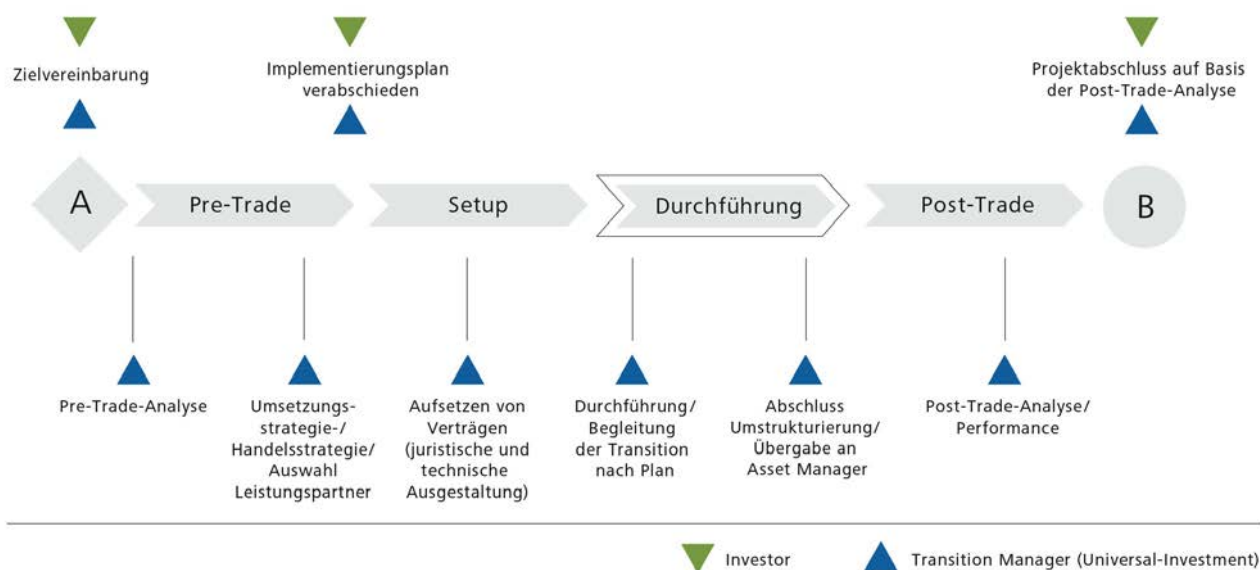 Zielvereinbarung
Implementierungsplan
verabschieden
Projektabschluss auf Basis
der Post-Trade-Analyse
A
Pre-Trade
Setup
Durchführung
Post-Trade
B
Pre-Trade-Analyse
Umsetzungs-
strategie-/
Handelsstrategie/
Auswahl
Leistungspartner
Aufsetzen von
Verträgen
(juristische und
technische
Ausgestaltung)
Durchführung/
Begleitung
der Transition
nach Plan
Abschluss
Umstrukturierung/
Übergabe an
Asset Manager
Post-Trade-Analyse/
Performance
Investor
Transition Manager (Universal-Investment)